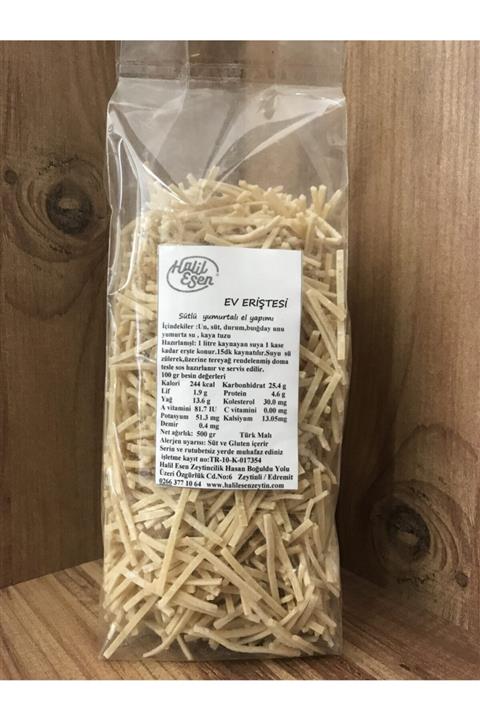 Halil
Esen
EV ERİŞTESİ
Sütlü yumurtalı el yapımı
İçindekiler :Un, süt, durum,buğday unu
yumurta su , kaya tuzu
Hazırlanışl: 1 litre kaynayan suya 1 kase
kadar erşte konur.15dk kaynatılır.Suyu sü
zülerek,üzerine tereyağ rendelenmiş doma
tesle sos hazırlanır ve servis edilir.
100 gr besin değerleri
Kalori 244 kcal Karbonhidrat 25.4 g
Lif 1.9 g Protein 4.6 g
Yağ 13.6 g Kolesterol 30.0 mg
A vitamini 81.7 IU C vitamini 0.00 mg
Potasyum 51.3 mg Kalsiyum 13.05mg
Demir 0.4 mg
Net ağırlık: 500 gr Türk Malı
Alerjen uyarısı: Süt ve Gluten içerir
Serin ve rutubetsiz yerde muhafaz ediniz
işletme kayıt no:TR-10-K-017354
Halil Esen Zeytincilik Hasan Boğuldu Yolu
Üzeri Özgürlük Cd.No:6 Zeytinli / Edremit
0266 377 10 64 www.halilesenzeytin.com